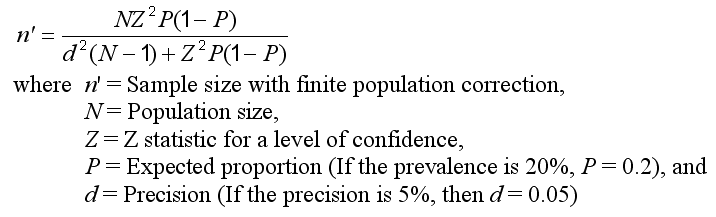 n' = NZ²P(1− P) / d²(N − 1) + Z²P(1− P)
where n' = Sample size with finite population correction,
N = Population size,
Z = Z statistic for a level of confidence,
P = Expected proportion (If the prevalence is 20%, P = 0.2), and
d = Precision (If the precision is 5%, then d = 0.05)